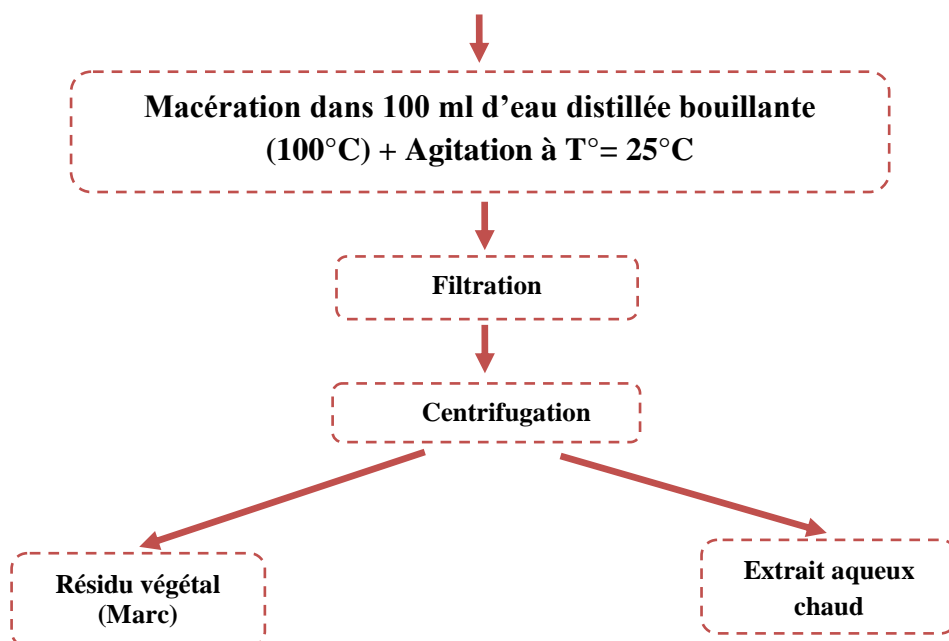 Macération dans 100 ml d’eau distillée bouillante
(100°C) + Agitation à T°= 25°C
Filtration
Centrifugation
Résidu végétal
(Marc)
Extrait aqueux
chaud